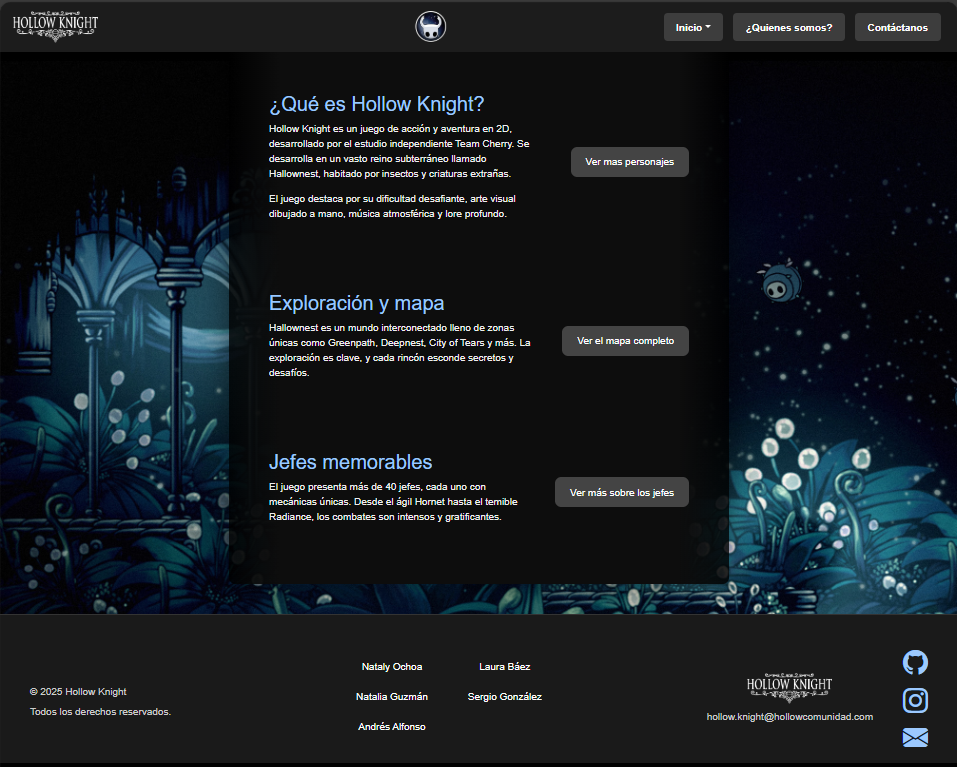 HOLLOW KNIGHT
Inicio
¿Quienes somos?
Contáctanos
¿Qué es Hollow Knight?
Hollow Knight es un juego de acción y aventura en 2D,
desarrollado por el estudio independiente Team Cherry. Se
desarrolla en un vasto reino subterráneo llamado
Hallownest, habitado por insectos y criaturas extrañas.
El juego destaca por su dificultad desafiante, arte visual
dibujado a mano, música atmosférica y lore profundo.
Ver mas personajes
Exploración y mapa
Hallownest es un mundo interconectado lleno de zonas
únicas como Greenpath, Deepnest, City of Tears y más. La
exploración es clave, y cada rincón esconde secretos y
desafíos.
Ver el mapa completo
Jefes memorables
El juego presenta más de 40 jefes, cada uno con
mecánicas únicas. Desde el ágil Hornet hasta el temible
Radiance, los combates son intensos y gratificantes.
Ver más sobre los jefes
© 2025 Hollow Knight
Todos los derechos reservados.
Nataly Ochoa
Laura Báez
Natalia Guzmán
Sergio González
Andrés Alfonso
HOLLOW KNIGHT
hollow.knight@hollowcomunidad.com